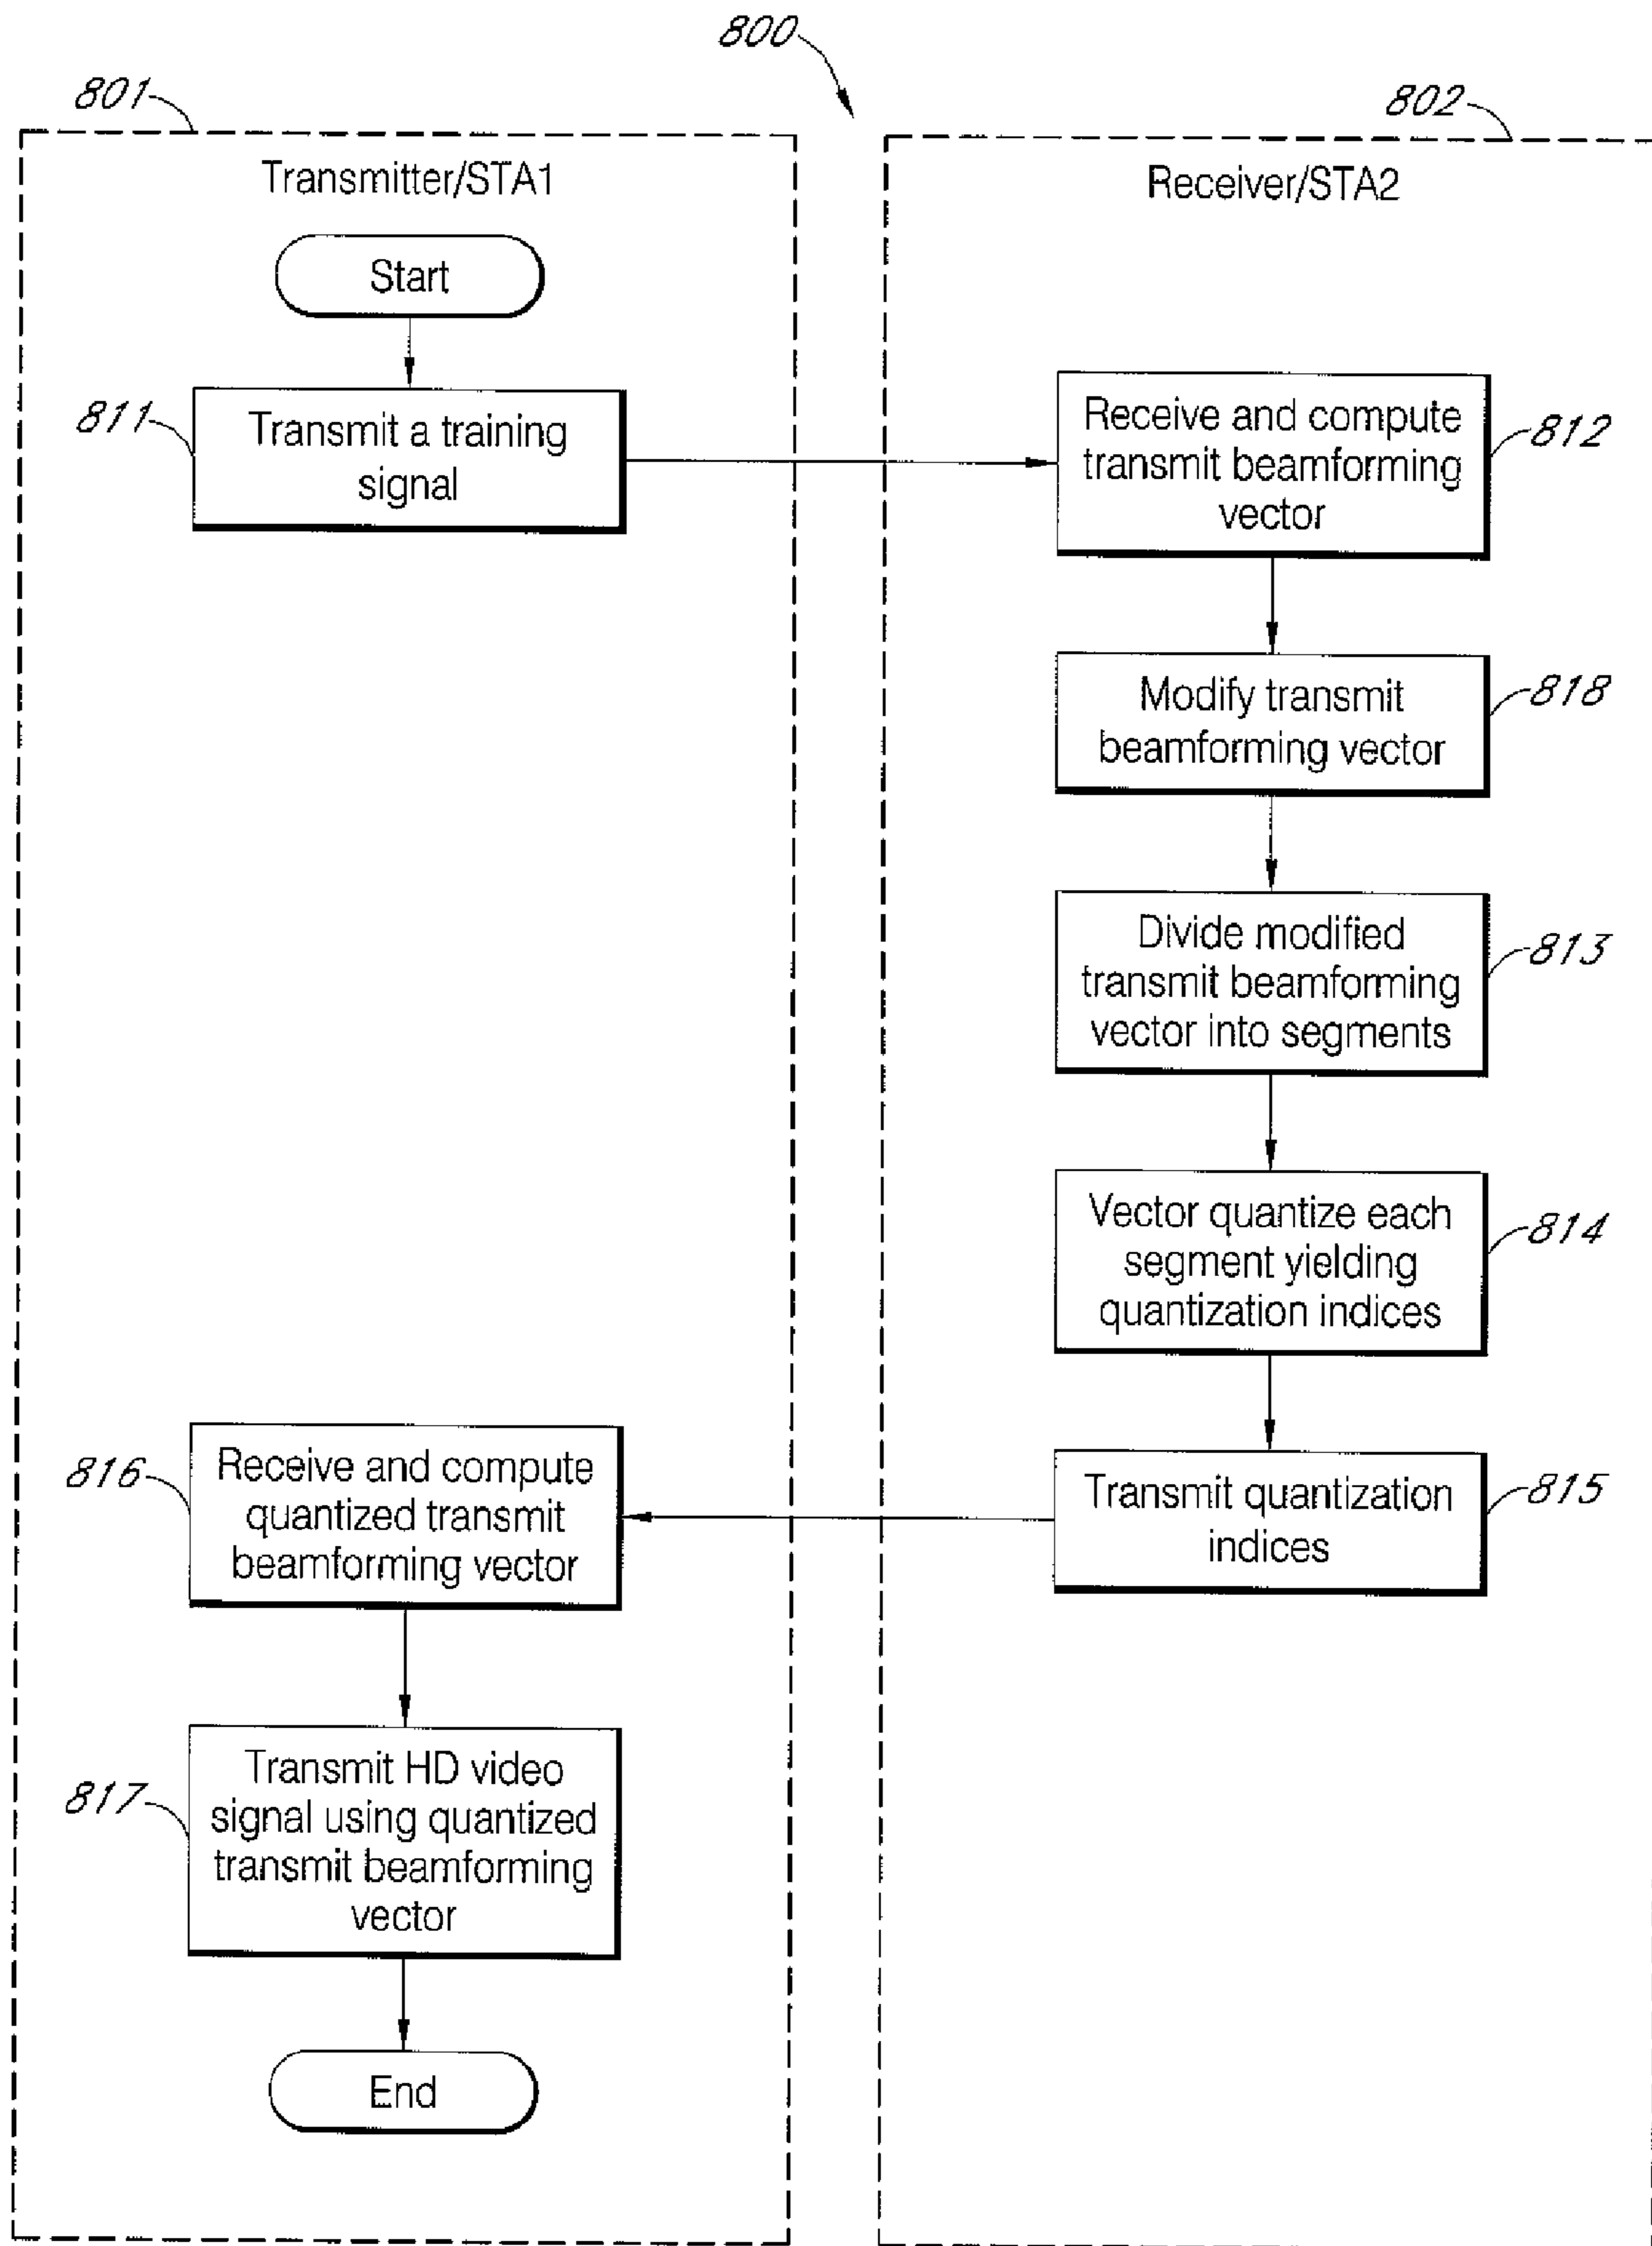 800
801
802
Transmitter/STA1
Receiver/STA2
Start
811
Transmit a training
signal
Receive and compute
transmit beamforming
vector
812
Modify transmit
beamforming vector
818
Divide modified
transmit beamforming
vector into segments
813
Vector quantize each
segment yielding
quantization indices
814
Transmit quantization
indices
815
816
Receive and compute
quantized transmit
beamforming vector
817
Transmit HD video
signal using quantized
transmit beamforming
vector
End